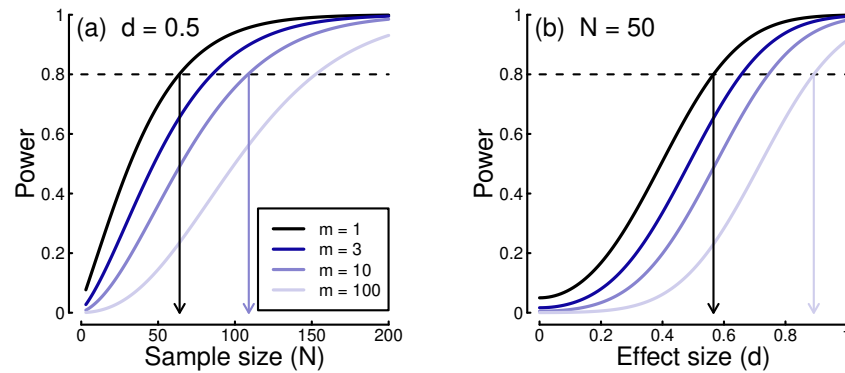 (a) d = 0.5
Power
0
0.2
0.4
0.6
0.8
1
0
50
100
150
200
Sample size (N)
m = 1
m = 3
m = 10
m = 100
(b) N = 50
Power
0
0.2
0.4
0.6
0.8
1
0
0.2
0.4
0.6
0.8
1
Effect size (d)